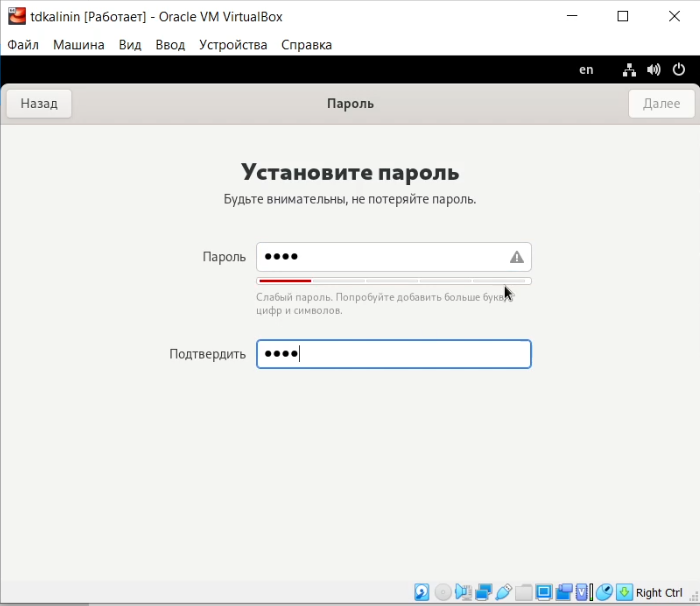 tdkalinin [Работает] - Oracle VM VirtualBox
Файл Машина Вид Ввод Устройства Справка
en
Назад Пароль Далее
Установите пароль
Будьте внимательны, не потеряйте пароль.
Пароль ●●●●
Слабый пароль. Попробуйте добавить больше букв,
цифр и символов.
Подтвердить ●●●●
Right Ctrl